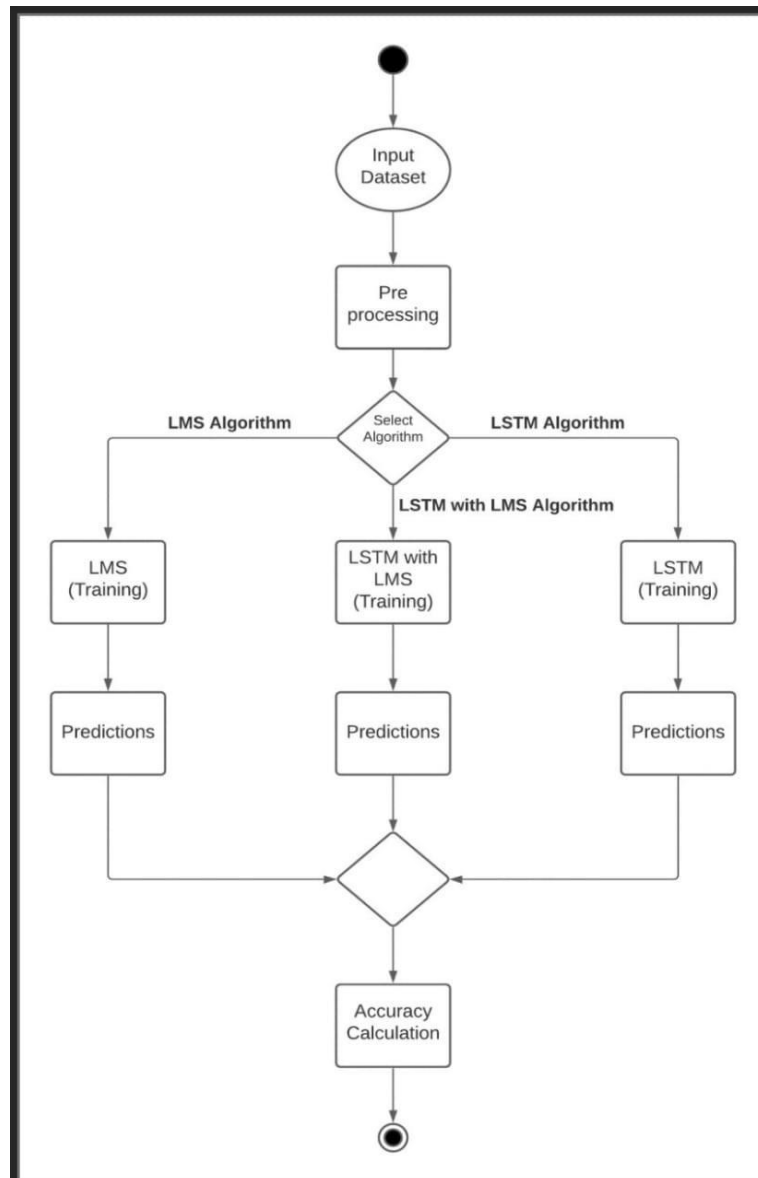 Input
Dataset
Pre
processing
Select
Algorithm
LMS Algorithm
LSTM Algorithm
LSTM with LMS Algorithm
LMS
(Training)
LSTM with
LMS
(Training)
LSTM
(Training)
Predictions
Predictions
Predictions
Accuracy
Calculation